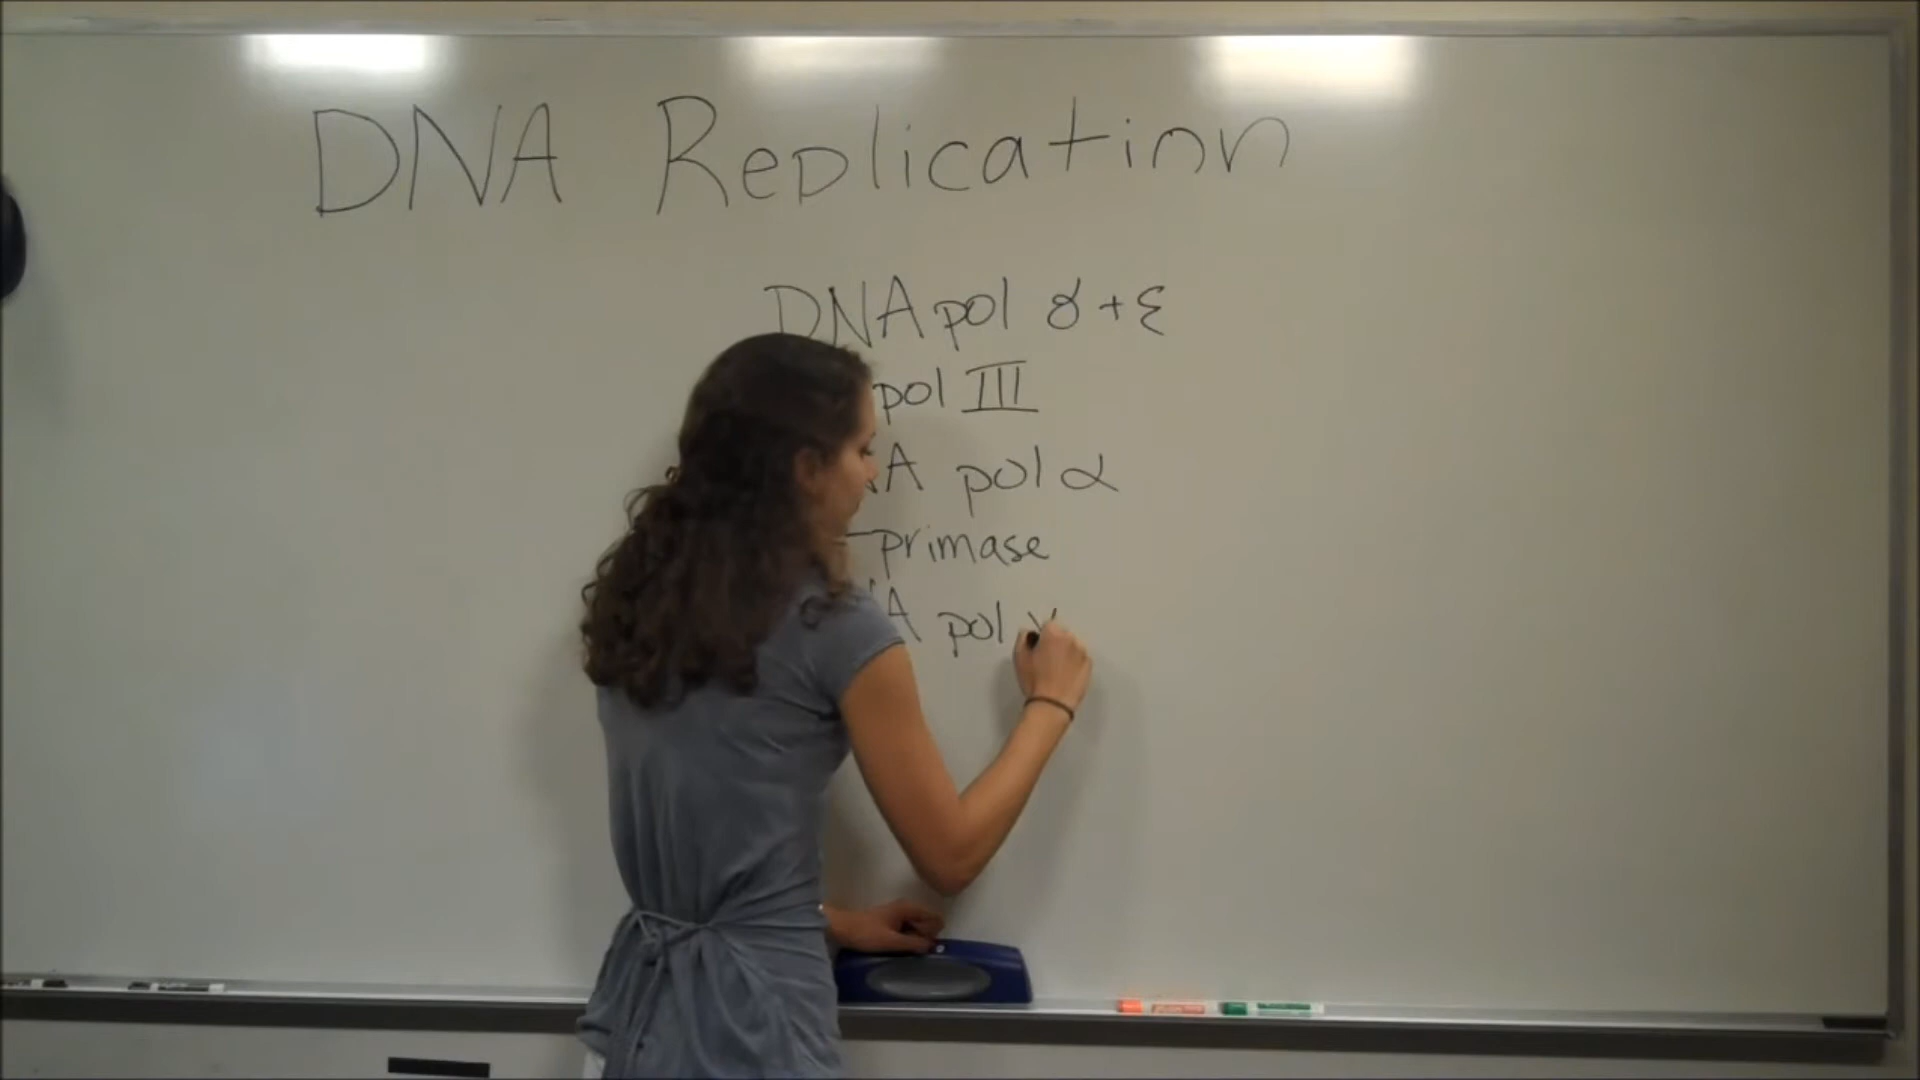 DNA Replication
DNA pol δ + ε
pol III
pol α
- primase
pol